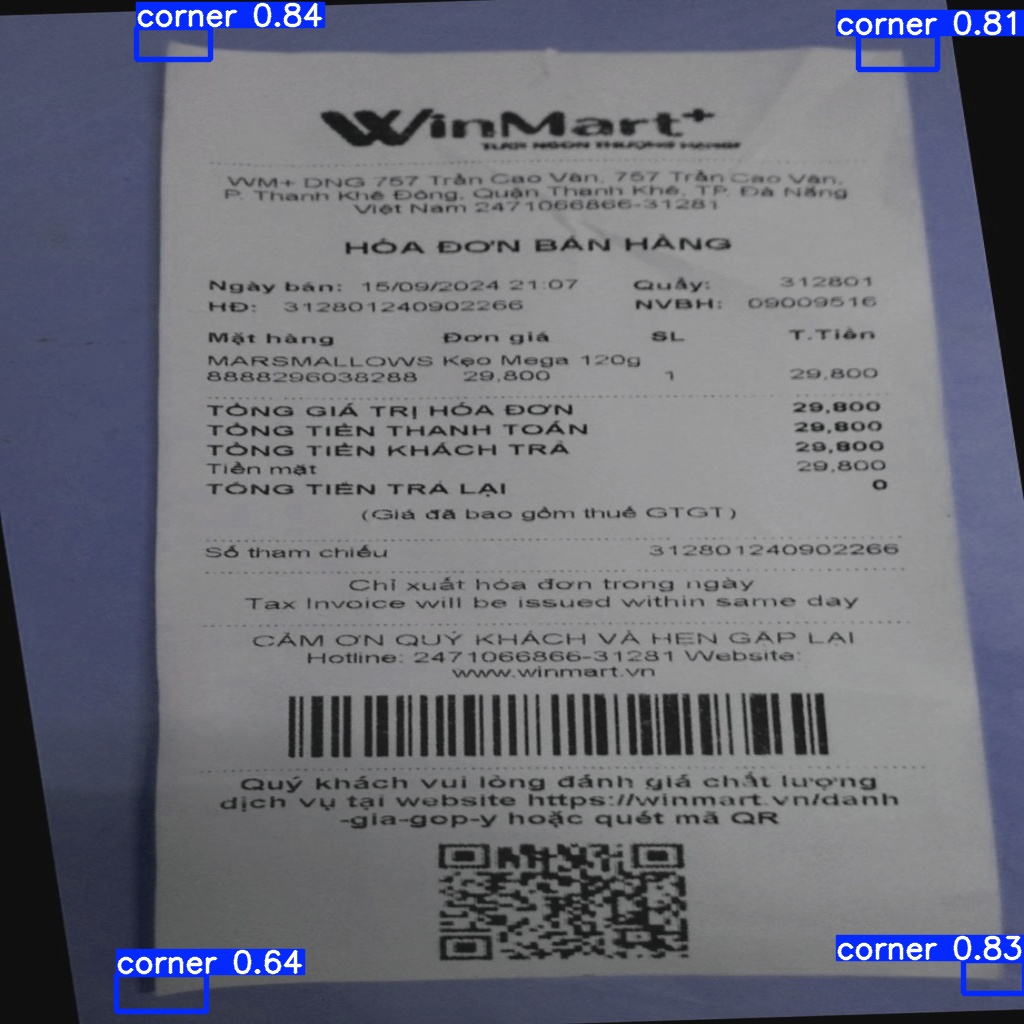 corner 0.84
corner 0.81
WinMart+
TƯƠI NGON THƯỢNG HẠNG!
WM+ DNG 757 Trần Cao Vân, 757 Trần Cao Vân,
P. Thanh Khê Đông, Quận Thanh Khê, TP. Đà Nẵng
Việt Nam 2471066866-31281
HÓA ĐƠN BÁN HÀNG
Ngày bán: 15/09/2024 21:07 Quầy: 312801
HĐ: 312801240902266 NVBH: 09009516
Mặt hàng Đơn giá SL T.Tiền
MARSMALLOWS Kẹo Mega 120g
8888296038288 29,800 1 29,800
TỔNG GIÁ TRỊ HÓA ĐƠN 29,800
TỔNG TIỀN THANH TOÁN 29,800
TỔNG TIỀN KHÁCH TRẢ 29,800
Tiền mặt 29,800
TỔNG TIỀN TRẢ LẠI 0
(Giá đã bao gồm thuế GTGT)
Số tham chiếu 312801240902266
Chỉ xuất hóa đơn trong ngày
Tax Invoice will be issued within same day
CẢM ƠN QUÝ KHÁCH VÀ HẸN GẶP LẠI
Hotline: 2471066866-31281 Website:
www.winmart.vn
Quý khách vui lòng đánh giá chất lượng
dịch vụ tại website https://winmart.vn/danh
-gia-gop-y hoặc quét mã QR
corner 0.64
corner 0.83